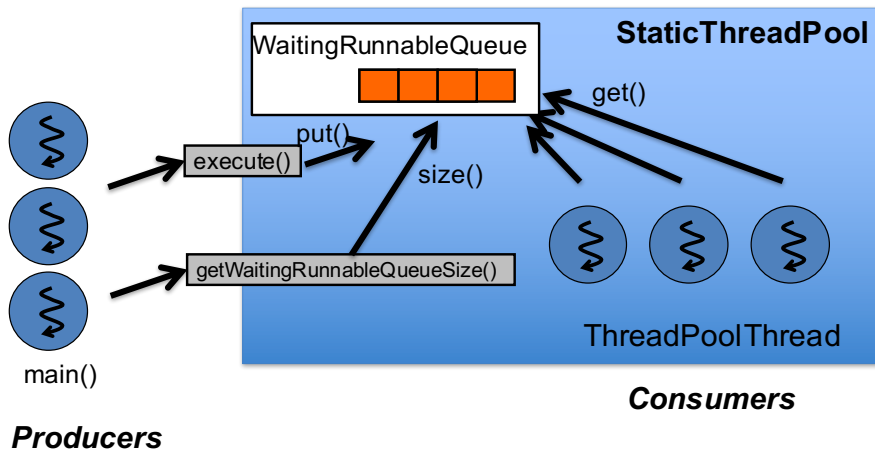 WaitingRunnableQueue
StaticThreadPool
get()
put()
execute()
size()
getWaitingRunnableQueueSize()
ThreadPoolThread
main()
Consumers
Producers